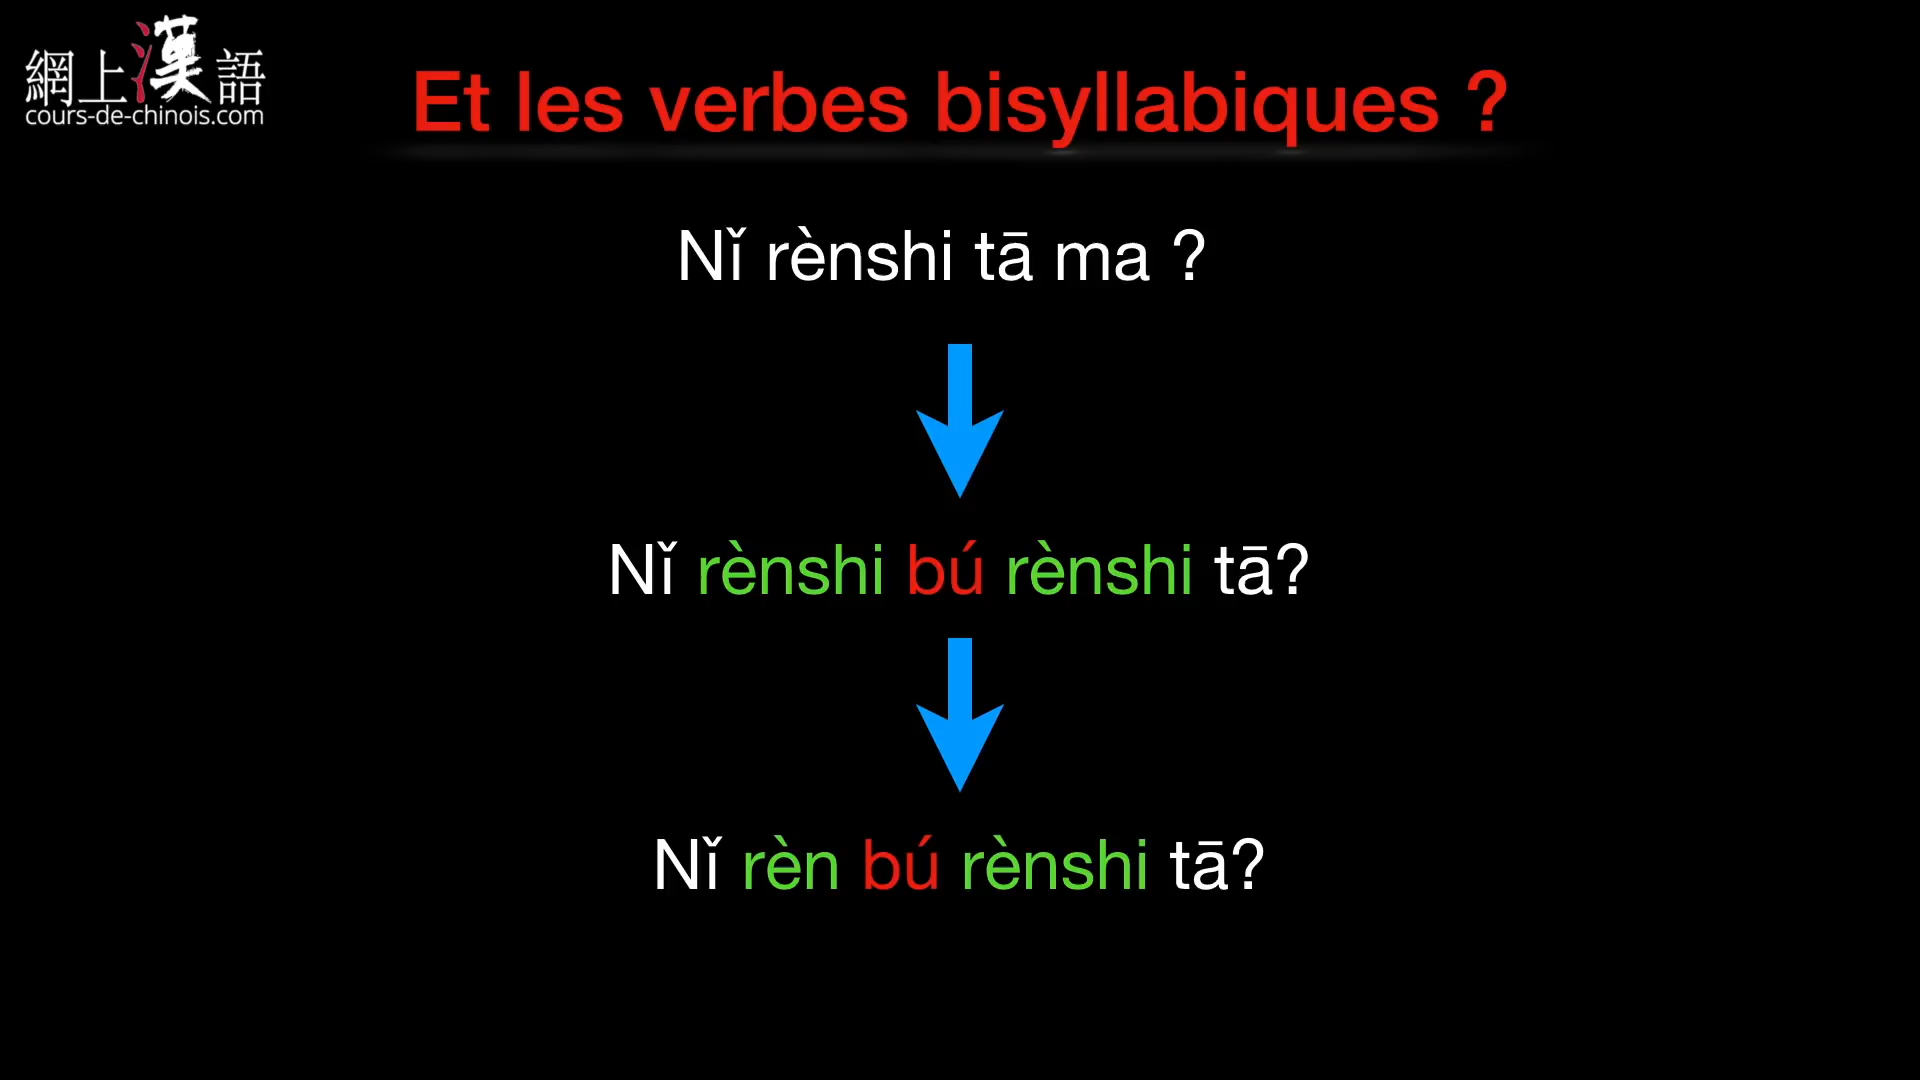 網上漢語
cours-de-chinois.com
Et les verbes bisyllabiques ?
Nǐ rènshi tā ma ?
Nǐ rènshi bú rènshi tā?
Nǐ rèn bú rènshi tā?